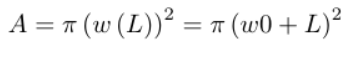 A = π (w (L))² = π (w0 + L)²